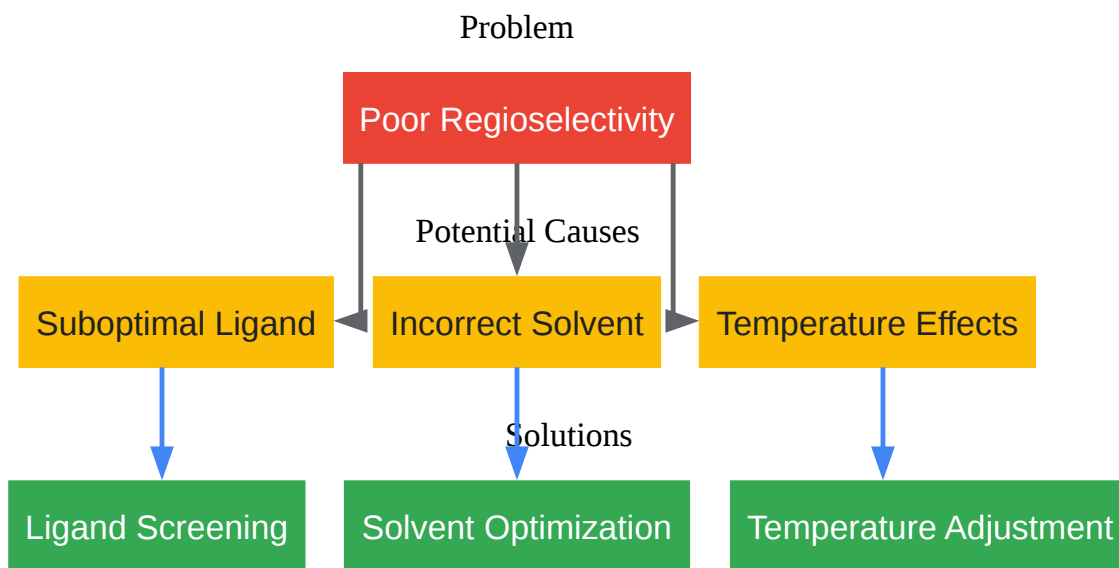 Problem
Poor Regioselectivity
Potential Causes
Suboptimal Ligand
Incorrect Solvent
Temperature Effects
Solutions
Ligand Screening
Solvent Optimization
Temperature Adjustment